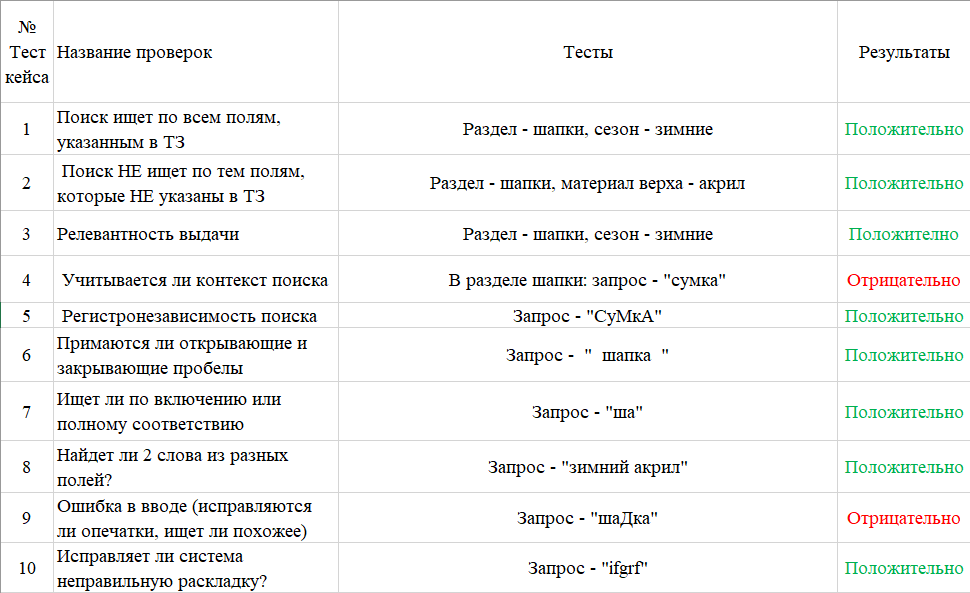 №
Тест
кейса
Название проверок
Тесты
Результаты
1
Поиск ищет по всем полям,
указанным в ТЗ
Раздел - шапки, сезон - зимние
Положительно
2
Поиск НЕ ищет по тем полям,
которые НЕ указаны в ТЗ
Раздел - шапки, материал верха - акрил
Положительно
3
Релевантность выдачи
Раздел - шапки, сезон - зимние
Положително
4
Учитывается ли контекст поиска
В разделе шапки: запрос - "сумка"
Отрицательно
5
Регистронезависимость поиска
Запрос - "СуМкА"
Положительно
6
Примаются ли открывающие и
закрывающие пробелы
Запрос -  "  шапка  "
Положительно
7
Ищет ли по включению или
полному соответствию
Запрос - "ша"
Положительно
8
Найдет ли 2 слова из разных
полей?
Запрос - "зимний акрил"
Положительно
9
Ошибка в вводе (исправляются
ли опечатки, ищет ли похожее)
Запрос - "шаДка"
Отрицательно
10
Исправляет ли система
неправильную раскладку?
Запрос - "ifgrf"
Положительно